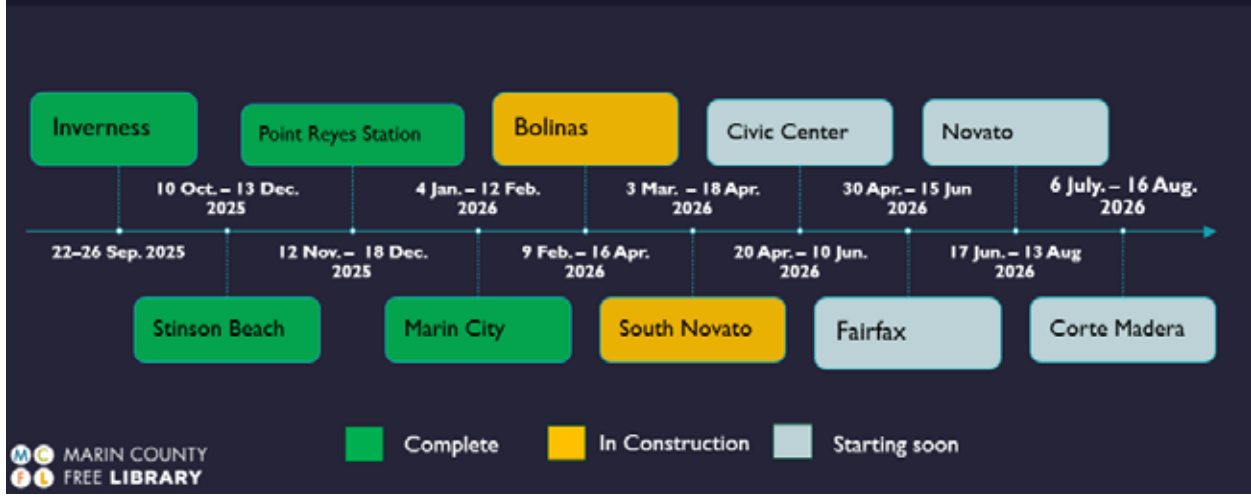 Inverness
Point Reyes Station
Bolinas
Civic Center
Novato
10 Oct. – 13 Dec.
2025
4 Jan. – 12 Feb.
2026
3 Mar. – 18 Apr.
2026
30 Apr. – 15 Jun
2026
6 July. – 16 Aug.
2026
22–26 Sep. 2025
12 Nov. – 18 Dec.
2025
9 Feb. – 16 Apr.
2026
20 Apr. – 10 Jun.
2026
17 Jun. – 13 Aug
2026
Stinson Beach
Marin City
South Novato
Fairfax
Corte Madera
Complete
In Construction
Starting soon
MC
FL
MARIN COUNTY
FREE LIBRARY